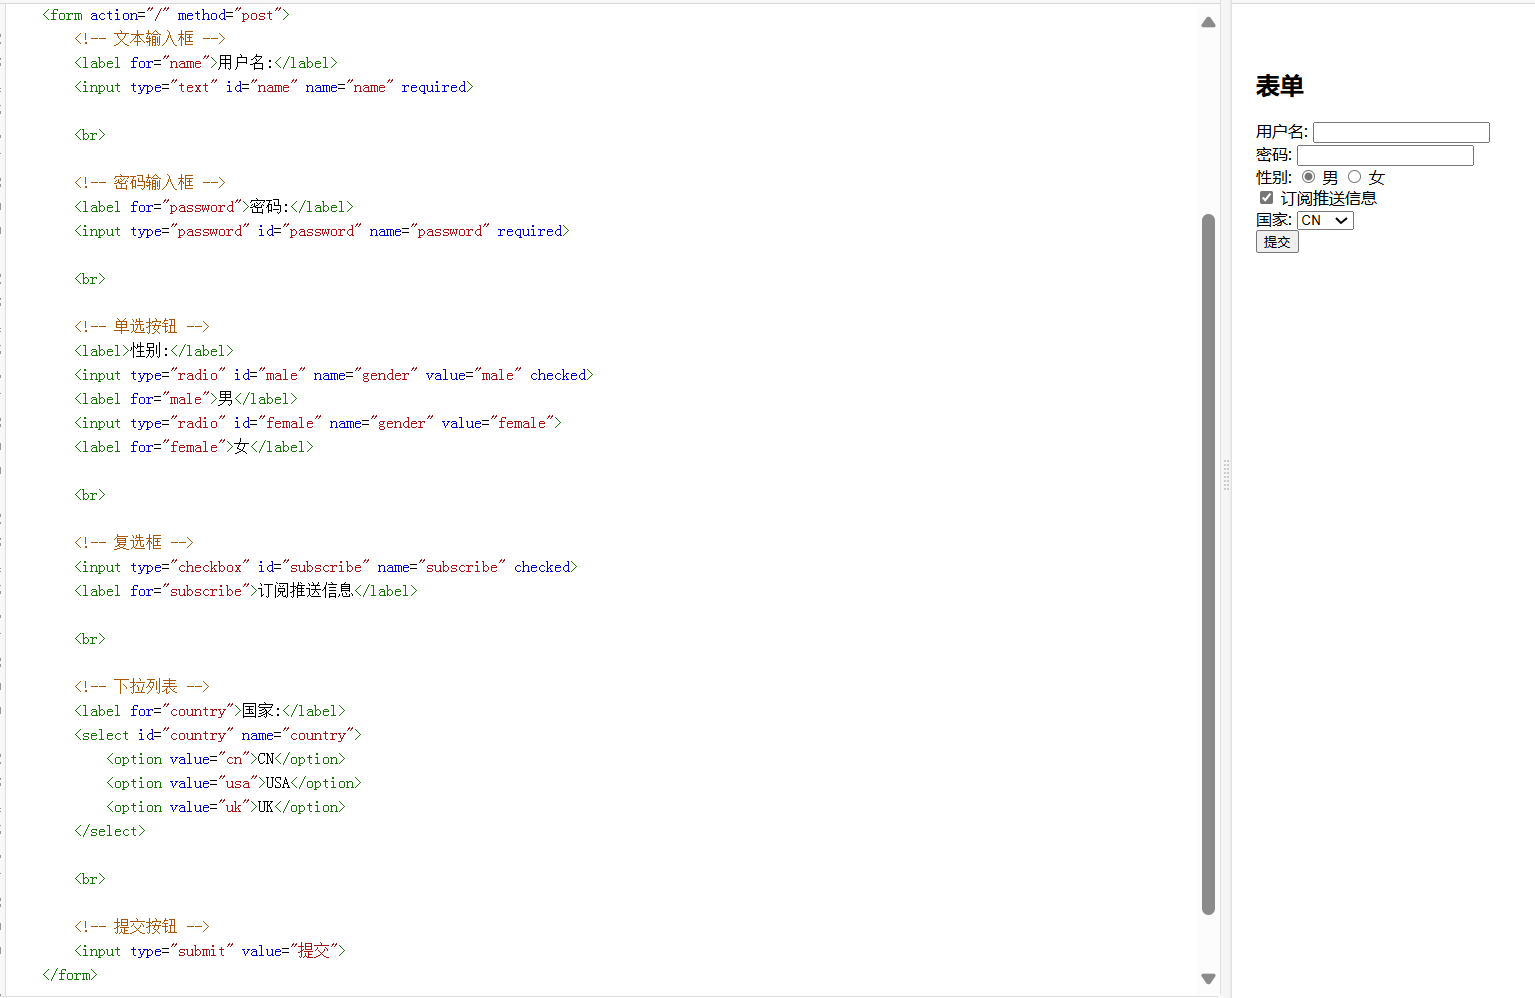 <form action="/" method="post">
<!-- 文本输入框 -->
<label for="name">用户名:</label>
<input type="text" id="name" name="name" required>
<br>
<!-- 密码输入框 -->
<label for="password">密码:</label>
<input type="password" id="password" name="password" required>
<br>
<!-- 单选按钮 -->
<label>性别:</label>
<input type="radio" id="male" name="gender" value="male" checked>
<label for="male">男</label>
<input type="radio" id="female" name="gender" value="female">
<label for="female">女</label>
<br>
<!-- 复选框 -->
<input type="checkbox" id="subscribe" name="subscribe" checked>
<label for="subscribe">订阅推送信息</label>
<br>
<!-- 下拉列表 -->
<label for="country">国家:</label>
<select id="country" name="country">
<option value="cn">CN</option>
<option value="usa">USA</option>
<option value="uk">UK</option>
</select>
<br>
<!-- 提交按钮 -->
<input type="submit" value="提交">
</form>
表单
用户名:
密码:
性别: 男 女
订阅推送信息
国家: CN
提交